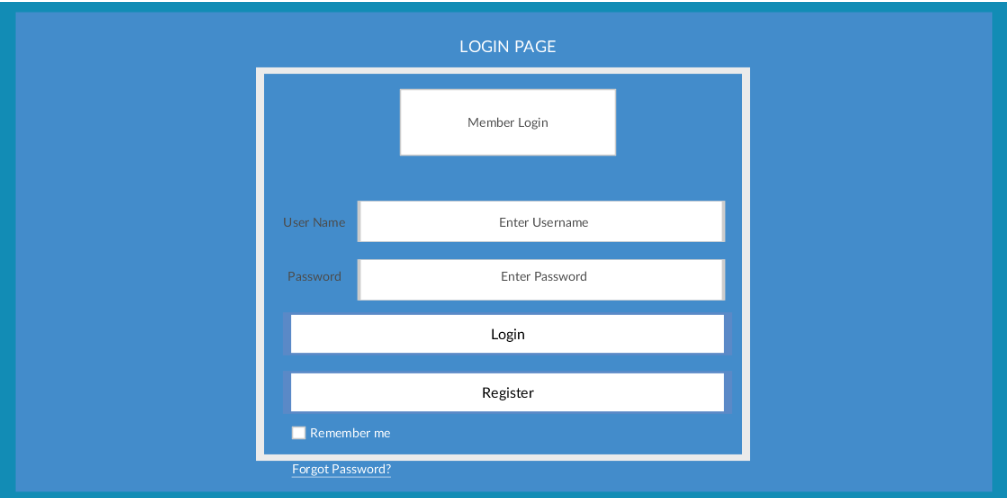 LOGIN PAGE
Member Login
User Name Enter Username
Password Enter Password
Login
Register
Remember me
Forgot Password?